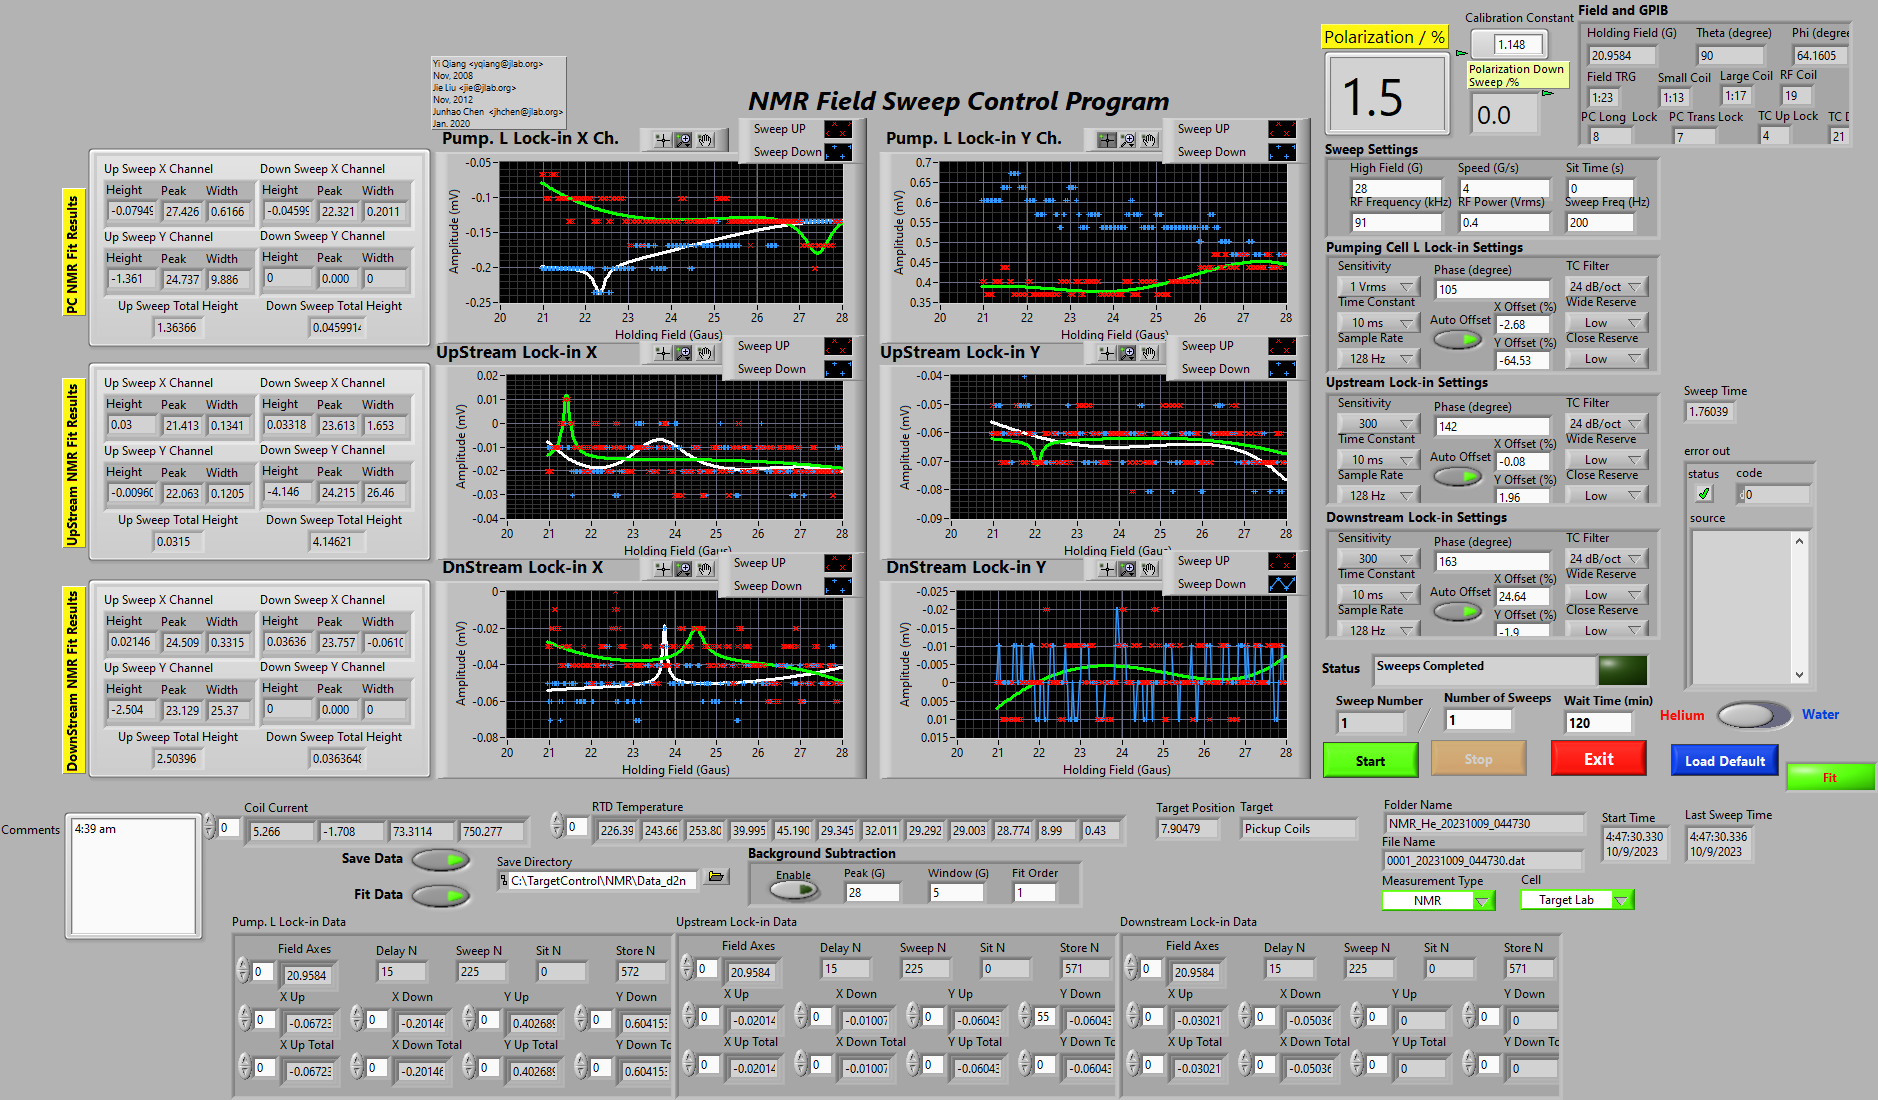 Yi Qiang <yqiang@jlab.org>
Nov, 2008
Jie Liu <jie@jlab.org>
Nov, 2012
Junhao Chen <jhchen@jlab.org>
Jan. 2020
NMR Field Sweep Control Program
Polarization / %
1.5
Calibration Constant
1.148
Polarization Down
Sweep /%
0.0
Field and GPIB
Holding Field (G) Theta (degree) Phi (degree
20.9584 90 64.1605
Field TRG Small Coil Large Coil RF Coil
1:23 1:13 1:17 19
PC Long Lock PC Trans Lock TC Up Lock
8 7 4 21
PC NMR Fit Results
Up Sweep X Channel Down Sweep X Channel
Height Peak Width Height Peak Width
-0.07949 27.426 0.6166 -0.04599 22.321 0.2011
Up Sweep Y Channel Down Sweep Y Channel
Height Peak Width Height Peak Width
-1.361 24.737 9.886 0 0.000 0
Up Sweep Total Height Down Sweep Total Height
1.36366 0.0459914
Pump. L Lock-in X Ch.
Sweep UP
Sweep Down
Amplitude (mV)
-0.05
-0.1
-0.15
-0.2
-0.25
20 21 22 23 24 25 26 27 28
Holding Field (Gaus)
Pump. L Lock-in Y Ch.
Sweep UP
Sweep Down
Amplitude (mV)
0.7
0.65
0.6
0.55
0.5
0.45
0.4
0.35
20 21 22 23 24 25 26 27 28
Holding Field (Gaus)
UpStream NMR Fit Results
Up Sweep X Channel Down Sweep X Channel
Height Peak Width Height Peak Width
0.03 21.413 0.1341 0.03318 23.613 1.653
Up Sweep Y Channel Down Sweep Y Channel
Height Peak Width Height Peak Width
-0.00960 22.063 0.1205 -4.146 24.215 26.46
Up Sweep Total Height Down Sweep Total Height
0.0315 4.14621
UpStream Lock-in X
Sweep UP
Sweep Down
Amplitude (mV)
0.02
0.01
0
-0.01
-0.02
-0.03
-0.04
20 21 22 23 24 25 26 27 28
Holding Field (Gaus)
UpStream Lock-in Y
Sweep UP
Sweep Down
Amplitude (mV)
-0.04
-0.05
-0.06
-0.07
-0.08
-0.09
20 21 22 23 24 25 26 27 28
Holding Field (Gaus)
DownStream NMR Fit Results
Up Sweep X Channel Down Sweep X Channel
Height Peak Width Height Peak Width
0.02146 24.509 0.3315 0.03636 23.757 -0.0610
Up Sweep Y Channel Down Sweep Y Channel
Height Peak Width Height Peak Width
-2.504 23.129 25.37 0 0.000 0
Up Sweep Total Height Down Sweep Total Height
2.50396 0.0363648
DnStream Lock-in X
Sweep UP
Sweep Down
Amplitude (mV)
0
-0.02
-0.04
-0.06
-0.08
20 21 22 23 24 25 26 27 28
Holding Field (Gaus)
DnStream Lock-in Y
Sweep UP
Sweep Down
Amplitude (mV)
-0.025
-0.02
-0.015
-0.01
-0.005
0
0.005
0.01
0.015
20 21 22 23 24 25 26 27 28
Holding Field (Gaus)
Sweep Settings
High Field (G) Speed (G/s) Sit Time (s)
28 4 0
RF Frequency (kHz) RF Power (Vrms) Sweep Freq (Hz)
91 0.4 200
Pumping Cell L Lock-in Settings
Sensitivity Phase (degree) TC Filter
1 Vrms 105 24 dB/oct
Time Constant X Offset (%) Wide Reserve
10 ms Auto Offset -2.68 Low
Sample Rate Y Offset (%) Close Reserve
128 Hz -64.53 Low
Upstream Lock-in Settings
Sensitivity Phase (degree) TC Filter
300 142 24 dB/oct
Time Constant X Offset (%) Wide Reserve
10 ms Auto Offset -0.08 Low
Sample Rate Y Offset (%) Close Reserve
128 Hz 1.96 Low
Downstream Lock-in Settings
Sensitivity Phase (degree) TC Filter
300 163 24 dB/oct
Time Constant X Offset (%) Wide Reserve
10 ms Auto Offset 24.64 Low
Sample Rate Y Offset (%) Close Reserve
128 Hz -1.9 Low
Sweep Time
1.76039
error out
status code
0
source
Status Sweeps Completed
Sweep Number Number of Sweeps Wait Time (min)
1 / 1 120
Helium Water
Start Stop Exit Load Default Fit
Comments
4:39 am
Coil Current
0 5.266 -1.708 73.3114 750.277
RTD Temperature
0 226.39 243.66 253.80 39.995 45.190 29.345 32.011 29.292 29.003 28.774 8.99 0.43
Target Position Target
7.90479 Pickup Coils
Folder Name
NMR_He_20231009_044730
File Name
0001_20231009_044730.dat
Start Time
4:47:30.330
10/9/2023
Last Sweep Time
4:47:30.336
10/9/2023
Measurement Type Cell
NMR Target Lab
Save Data
Fit Data
Save Directory
C:\TargetControl\NMR\Data_d2n
Background Subtraction
Enable Peak (G) Window (G) Fit Order
28 5 1
Pump. L Lock-in Data
Field Axes Delay N Sweep N Sit N Store N
0 20.9584 15 225 0 572
X Up X Down Y Up Y Down
0 -0.06723 0 -0.20146 0 0.402689 0 0.604153
X Up Total X Down Total Y Up Total Y Down To
0 -0.06723 0 -0.20146 0 0.402689 0 0.604153
Upstream Lock-in Data
Field Axes Delay N Sweep N Sit N Store N
0 20.9584 15 225 0 571
X Up X Down Y Up Y Down
0 -0.02014 0 -0.01007 0 -0.06043 55 -0.06043
X Up Total X Down Total Y Up Total Y Down To
0 -0.02014 0 -0.01007 0 -0.06043 0 -0.06043
Downstream Lock-in Data
Field Axes Delay N Sweep N Sit N Store N
0 20.9584 15 225 0 571
X Up X Down Y Up Y Down
0 -0.03021 0 -0.05036 0 0 0 0
X Up Total X Down Total Y Up Total Y Down To
0 -0.03021 0 -0.05036 0 0 0 0